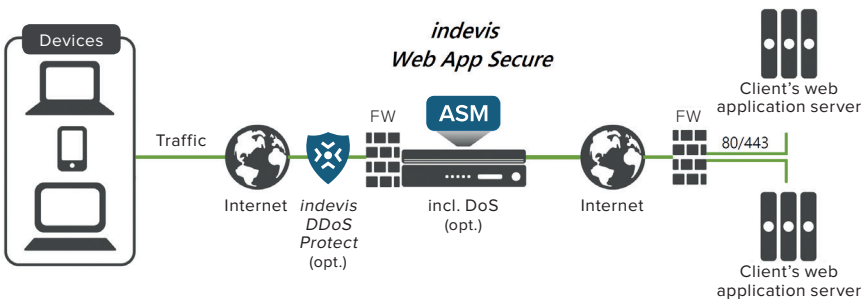 indevis
Web App Secure
Devices
Traffic
Internet
indevis
DDoS
Protect
(opt.)
FW
ASM
incl. DoS
(opt.)
Internet
FW
80/443
Client's web
application server
Client's web
application server